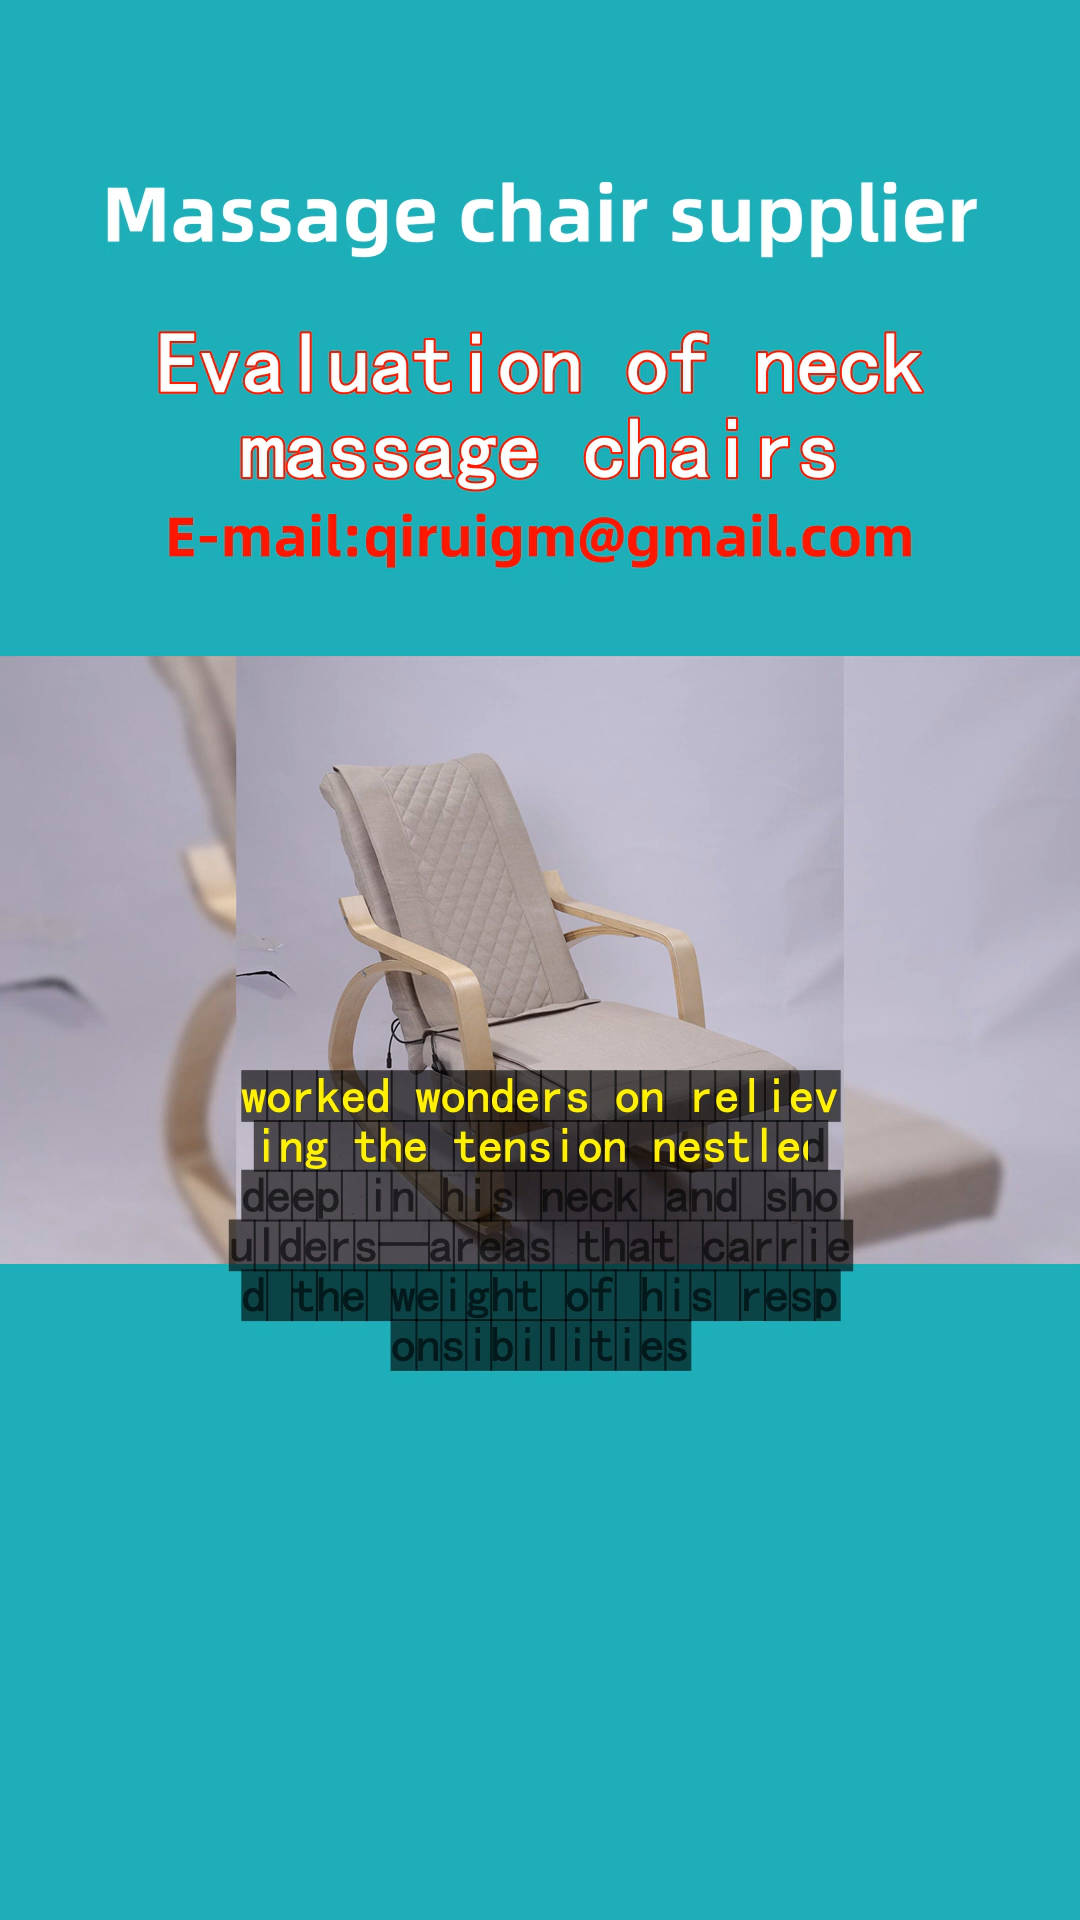 Massage chair supplier
Evaluation of neck
massage chairs
E-mail:qiruigm@gmail.com
worked wonders on reliev
ing the tension nestled
deep in his neck and sho
ulders—areas that carrie
d the weight of his resp
onsibilities